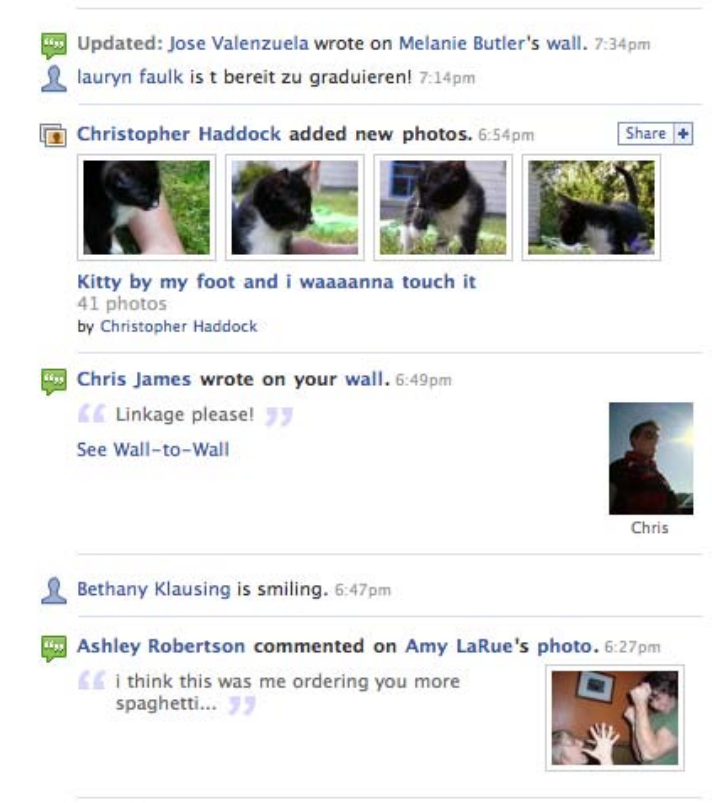 Updated: Jose Valenzuela wrote on Melanie Butler's wall. 7:34pm
lauryn faulk is t bereit zu graduieren! 7:14pm
Christopher Haddock added new photos. 6:54pm
Share +
Kitty by my foot and i waaaanna touch it
41 photos
by Christopher Haddock
Chris James wrote on your wall. 6:49pm
“ Linkage please! ”
See Wall-to-Wall
Chris
Bethany Klausing is smiling. 6:47pm
Ashley Robertson commented on Amy LaRue's photo. 6:27pm
“ i think this was me ordering you more
spaghetti... ”